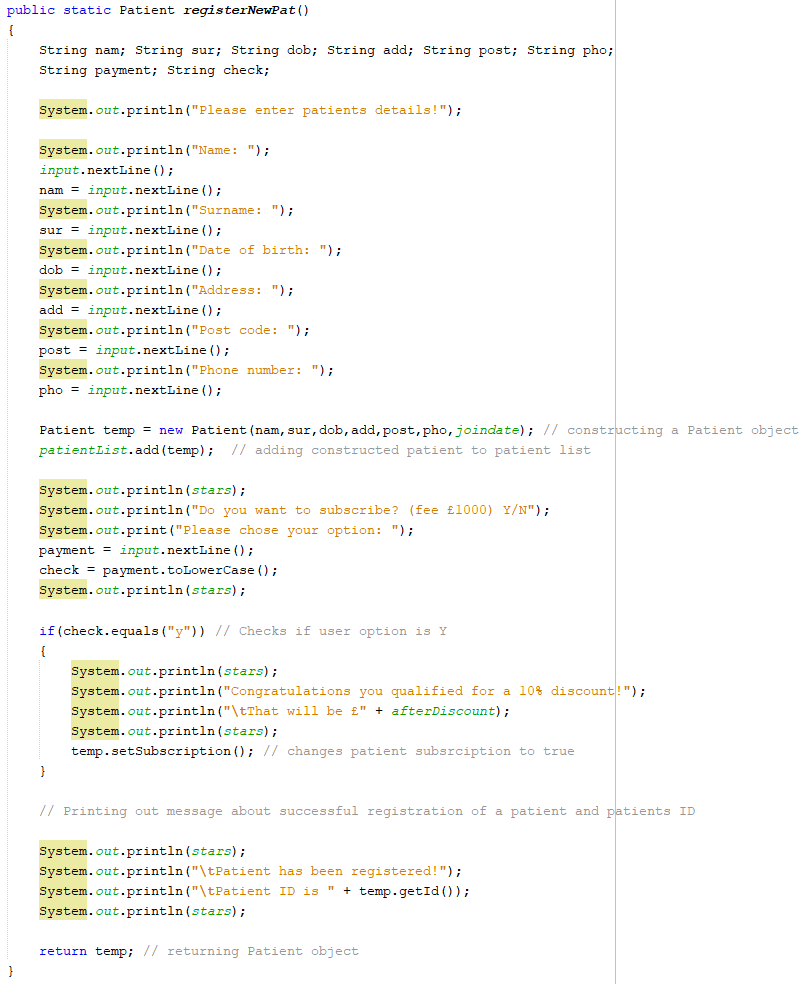 public static Patient registerNewPat()
{
String nam; String sur; String dob; String add; String post; String pho;
String payment; String check;
System.out.println("Please enter patients details!");
System.out.println("Name: ");
input.nextLine();
nam = input.nextLine();
System.out.println("Surname: ");
sur = input.nextLine();
System.out.println("Date of birth: ");
dob = input.nextLine();
System.out.println("Address: ");
add = input.nextLine();
System.out.println("Post code: ");
post = input.nextLine();
System.out.println("Phone number: ");
pho = input.nextLine();
Patient temp = new Patient(nam,sur,dob,add,post,pho,joindate); // constructing a Patient object
patientList.add(temp);  // adding constructed patient to patient list
System.out.println(stars);
System.out.println("Do you want to subscribe? (fee £1000) Y/N");
System.out.print("Please chose your option: ");
payment = input.nextLine();
check = payment.toLowerCase();
System.out.println(stars);
if(check.equals("y")) // Checks if user option is Y
{
System.out.println(stars);
System.out.println("Congratulations you qualified for a 10% discount!");
System.out.println("\tThat will be £" + afterDiscount);
System.out.println(stars);
temp.setSubscription(); // changes patient subsrciption to true
}
// Printing out message about successful registration of a patient and patients ID
System.out.println(stars);
System.out.println("\tPatient has been registered!");
System.out.println("\tPatient ID is " + temp.getId());
System.out.println(stars);
return temp; // returning Patient object
}